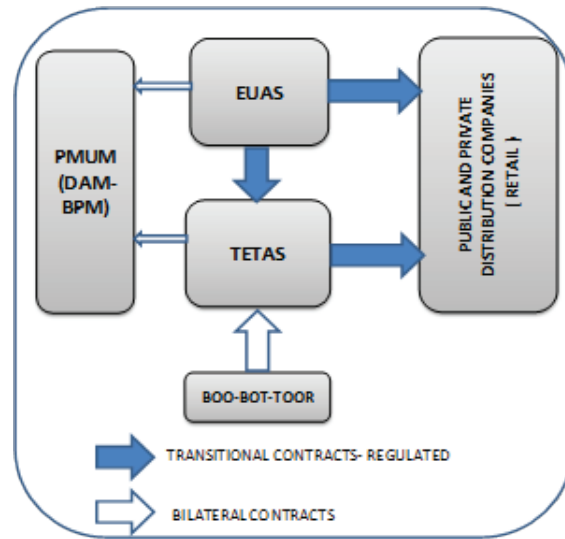 EUAS
PMUM
(DAM-
BPM)
PUBLIC AND PRIVATE
DISTRIBUTION COMPANIES
( RETAIL )
TETAS
BOO-BOT-TOOR
TRANSITIONAL CONTRACTS- REGULATED
BILATERAL CONTRACTS